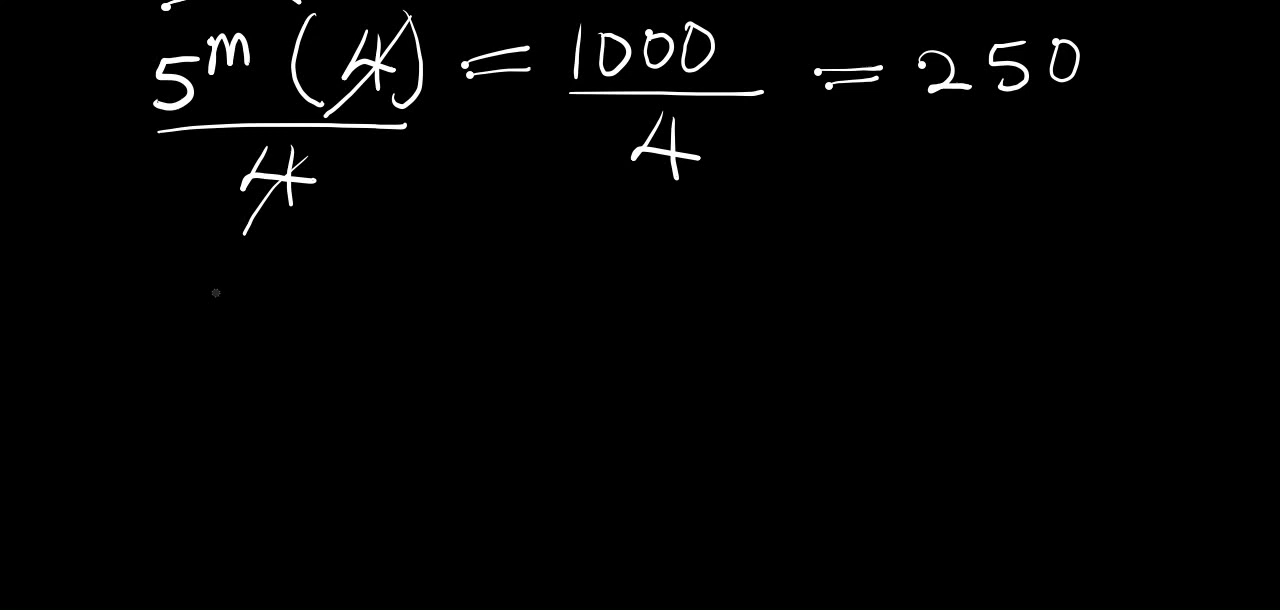 5^m (4) / 4 = 1000 / 4 = 250